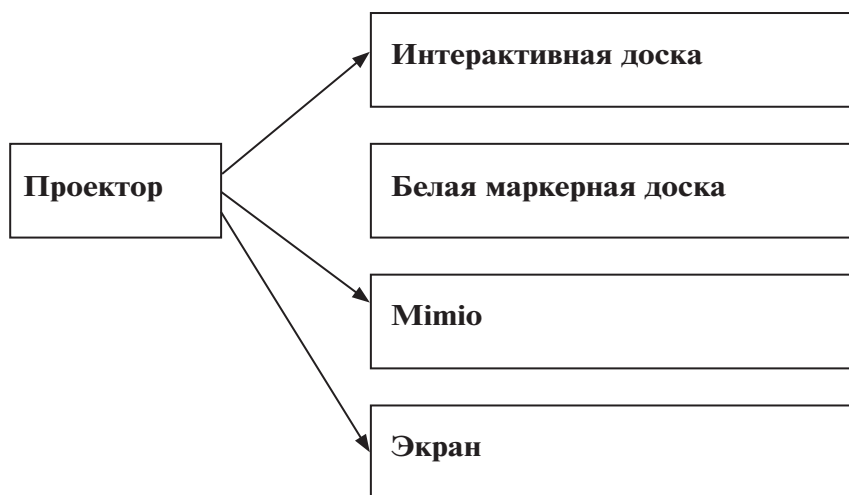 Интерактивная доска
Проектор
Белая маркерная доска
Mimio
Экран